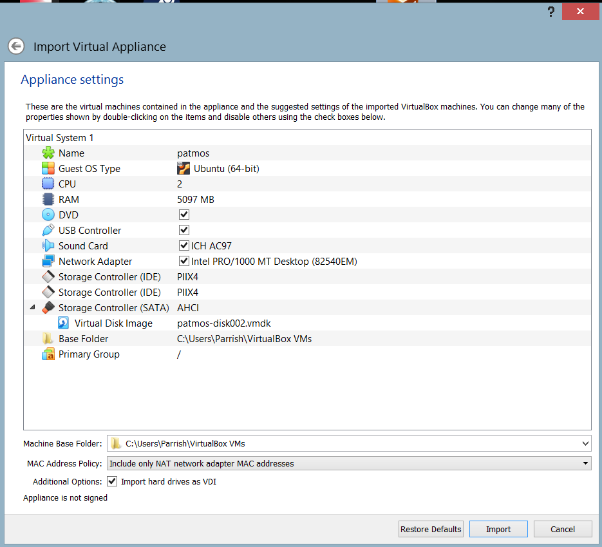 ?
Import Virtual Appliance
Appliance settings
These are the virtual machines contained in the appliance and the suggested settings of the imported VirtualBox machines. You can change many of the
properties shown by double-clicking on the items and disable others using the check boxes below.
Virtual System 1
Name patmos
Guest OS Type Ubuntu (64-bit)
CPU 2
RAM 5097 MB
DVD
USB Controller
Sound Card ICH AC97
Network Adapter Intel PRO/1000 MT Desktop (82540EM)
Storage Controller (IDE) PIIX4
Storage Controller (IDE) PIIX4
Storage Controller (SATA) AHCI
Virtual Disk Image patmos-disk002.vmdk
Base Folder C:\Users\Parrish\VirtualBox VMs
Primary Group /
Machine Base Folder: C:\Users\Parrish\VirtualBox VMs
MAC Address Policy: Include only NAT network adapter MAC addresses
Additional Options: Import hard drives as VDI
Appliance is not signed
Restore Defaults Import Cancel